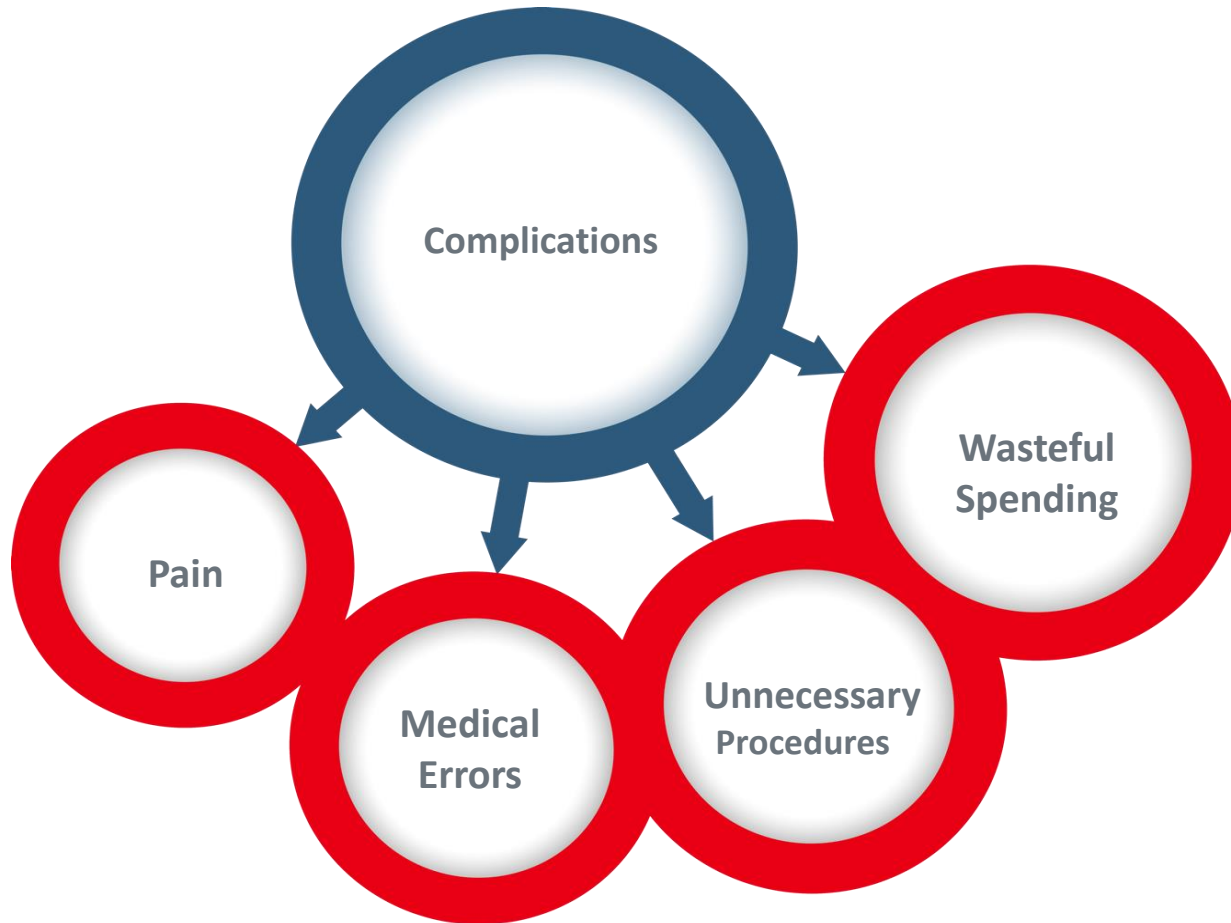 Complications
Wasteful
Spending
Pain
Medical
Errors
Unnecessary
Procedures